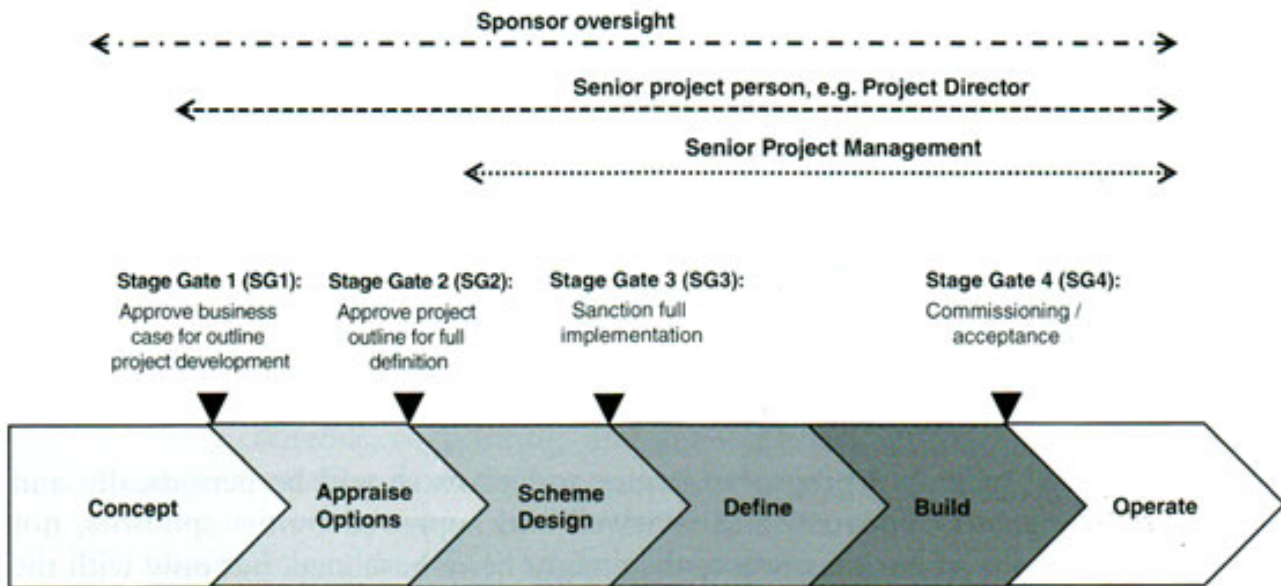 Sponsor oversight
Senior project person, e.g. Project Director
Senior Project Management
Stage Gate 1 (SG1):
Approve business
case for outline
project development
Stage Gate 2 (SG2):
Approve project
outline for full
definition
Stage Gate 3 (SG3):
Sanction full
implementation
Stage Gate 4 (SG4):
Commissioning /
acceptance
Concept
Appraise
Options
Scheme
Design
Define
Build
Operate